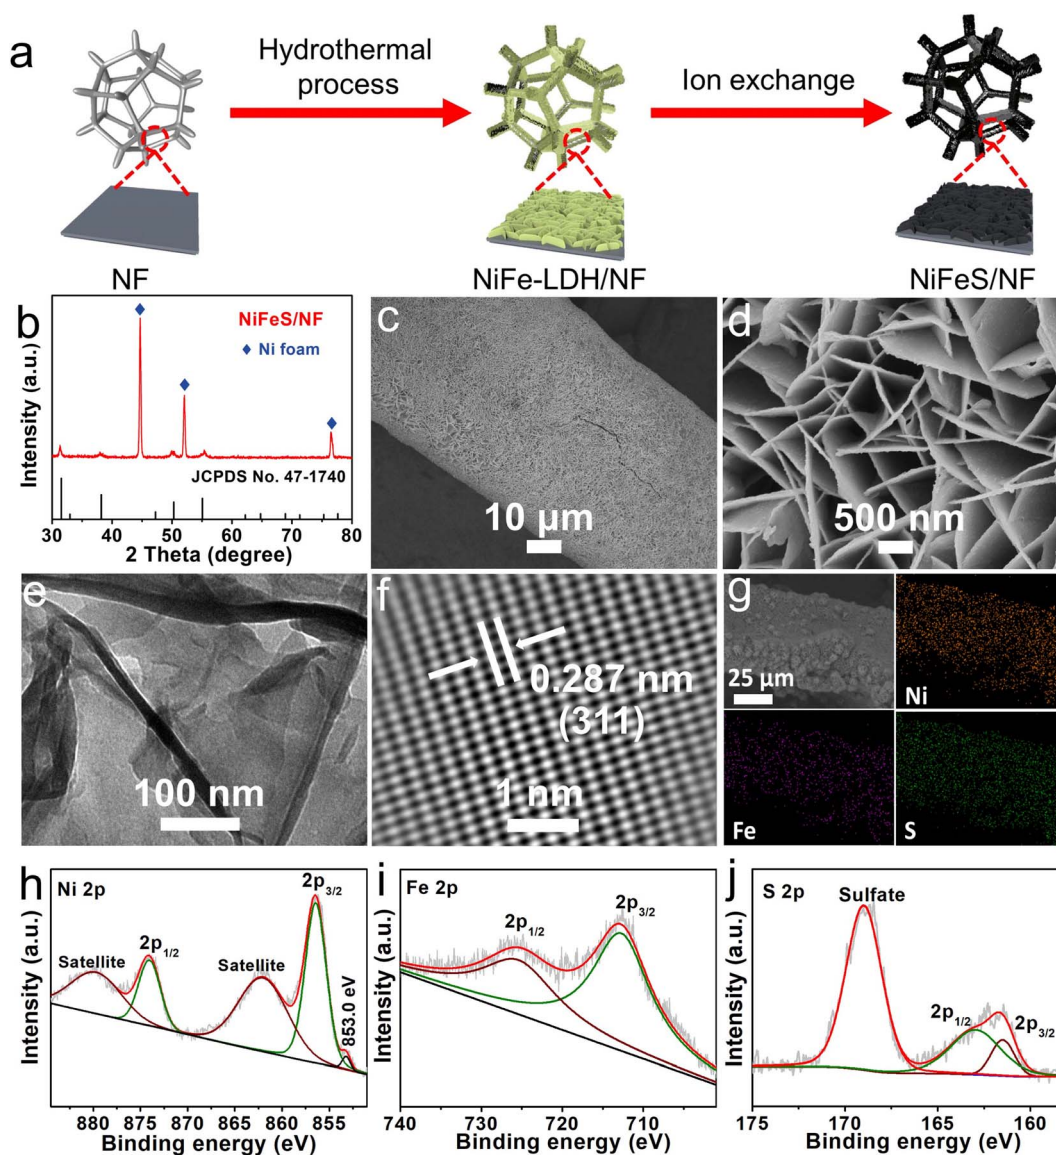 a
Hydrothermal
process
Ion exchange
NF
NiFe-LDH/NF
NiFeS/NF
b
Intensity (a.u.)
NiFeS/NF
◆ Ni foam
JCPDS No. 47-1740
30 40 50 60 70 80
2 Theta (degree)
c
10 μm
d
500 nm
e
100 nm
f
0.287 nm
(311)
1 nm
g
25 μm
Ni
Fe
S
h
Ni 2p
Intensity (a.u.)
Satellite
2p1/2
Satellite
2p3/2
853.0 eV
880 875 870 865 860 855
Binding energy (eV)
i
Fe 2p
Intensity (a.u.)
2p1/2
2p3/2
740 730 720 710
Binding energy (eV)
j
S 2p
Intensity (a.u.)
Sulfate
2p1/2
2p3/2
175 170 165 160
Binding energy (eV)